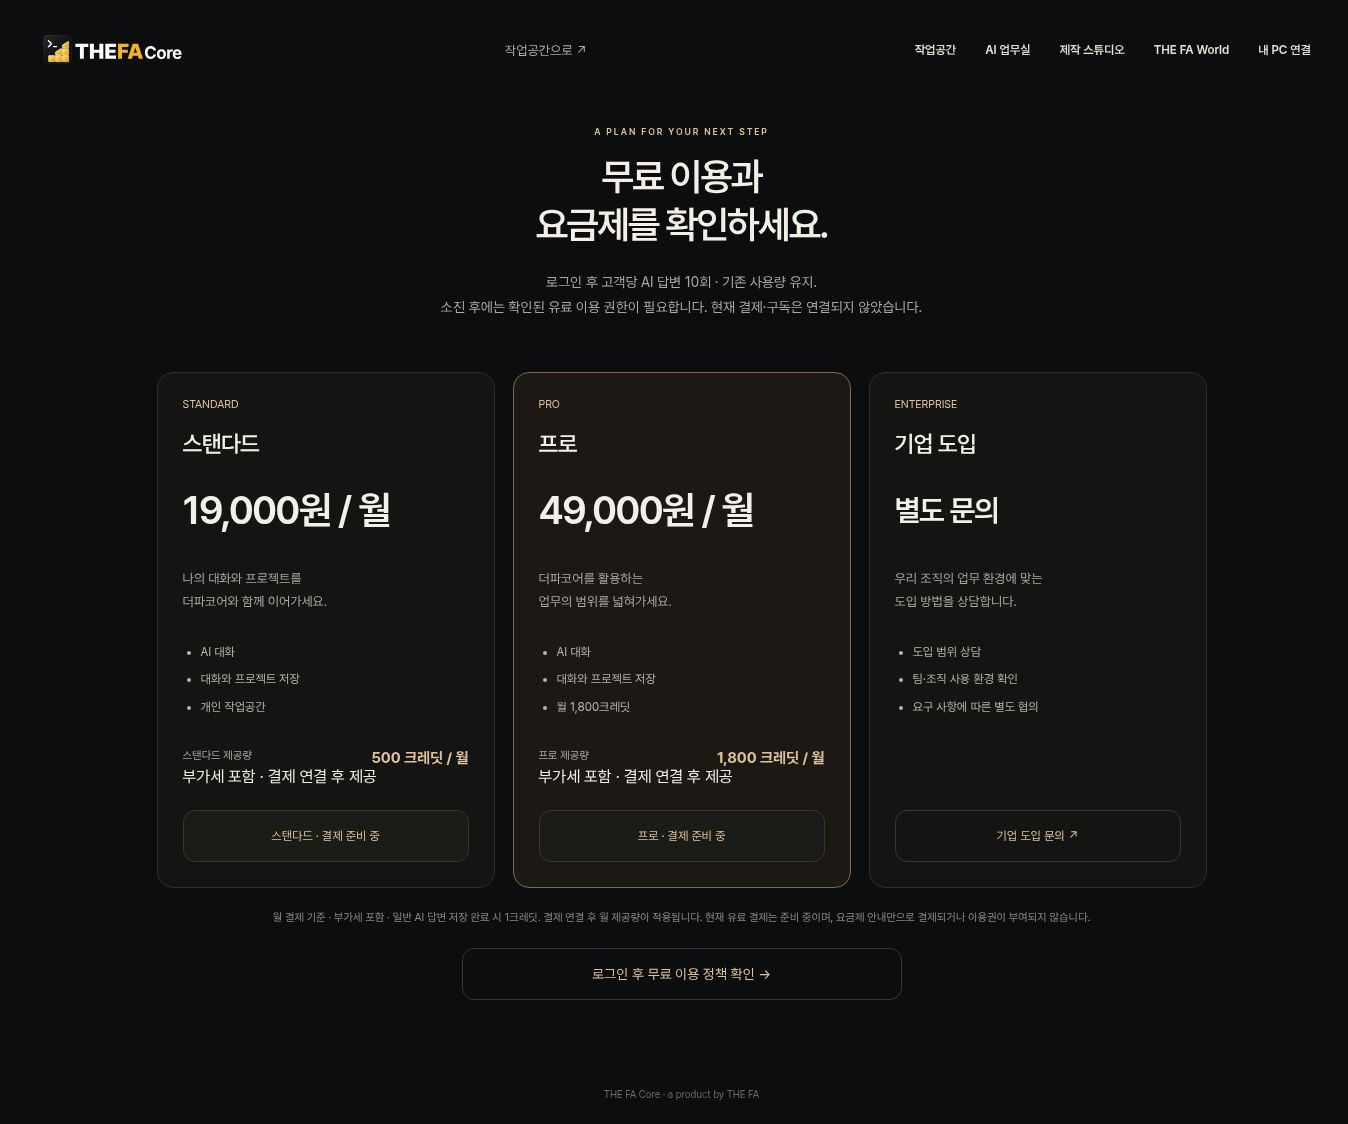 THEFA Core
작업공간으로 ↗
작업공간
AI 업무실
제작 스튜디오
THE FA World
내 PC 연결
A PLAN FOR YOUR NEXT STEP
무료 이용과
요금제를 확인하세요.
로그인 후 고객당 AI 답변 10회 · 기존 사용량 유지.
소진 후에는 확인된 유료 이용 권한이 필요합니다. 현재 결제·구독은 연결되지 않았습니다.
STANDARD
스탠다드
19,000원 / 월
나의 대화와 프로젝트를
더파코어와 함께 이어가세요.
• AI 대화
• 대화와 프로젝트 저장
• 개인 작업공간
스탠다드 제공량 500 크레딧 / 월
부가세 포함 · 결제 연결 후 제공
스탠다드 · 결제 준비 중
PRO
프로
49,000원 / 월
더파코어를 활용하는
업무의 범위를 넓혀가세요.
• AI 대화
• 대화와 프로젝트 저장
• 월 1,800크레딧
프로 제공량 1,800 크레딧 / 월
부가세 포함 · 결제 연결 후 제공
프로 · 결제 준비 중
ENTERPRISE
기업 도입
별도 문의
우리 조직의 업무 환경에 맞는
도입 방법을 상담합니다.
• 도입 범위 상담
• 팀·조직 사용 환경 확인
• 요구 사항에 따른 별도 협의
기업 도입 문의 ↗
월 결제 기준 · 부가세 포함 · 일반 AI 답변 저장 완료 시 1크레딧. 결제 연결 후 월 제공량이 적용됩니다. 현재 유료 결제는 준비 중이며, 요금제 안내만으로 결제되거나 이용권이 부여되지 않습니다.
로그인 후 무료 이용 정책 확인 →
THE FA Core · a product by THE FA